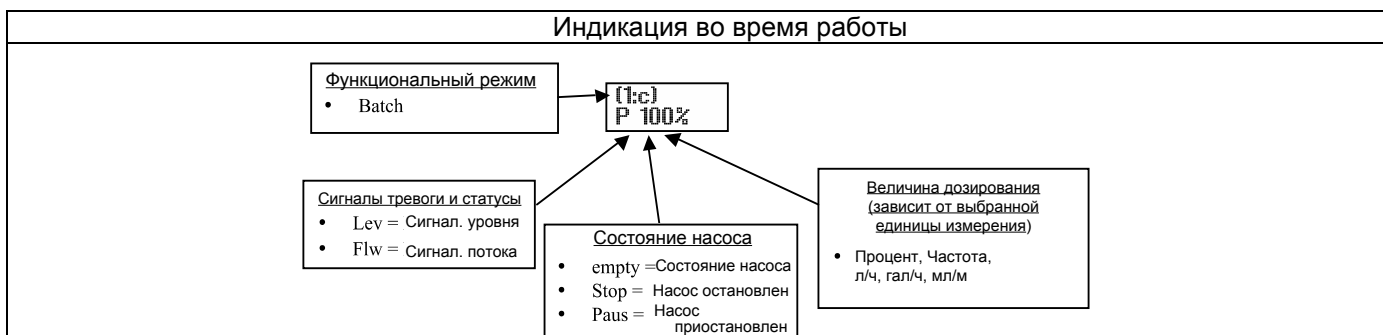 Индикация во время работы
Функциональный режим
• Batch
(1:c)
P 100%
Сигналы тревоги и статусы
• Lev = Сигнал. уровня
• Flw = Сигнал. потока
Состояние насоса
• empty =Состояние насоса
• Stop = Насос остановлен
• Paus = Насос
приостановлен
Величина дозирования
(зависит от выбранной
единицы измерения)
• Процент, Частота,
л/ч, гал/ч, мл/м